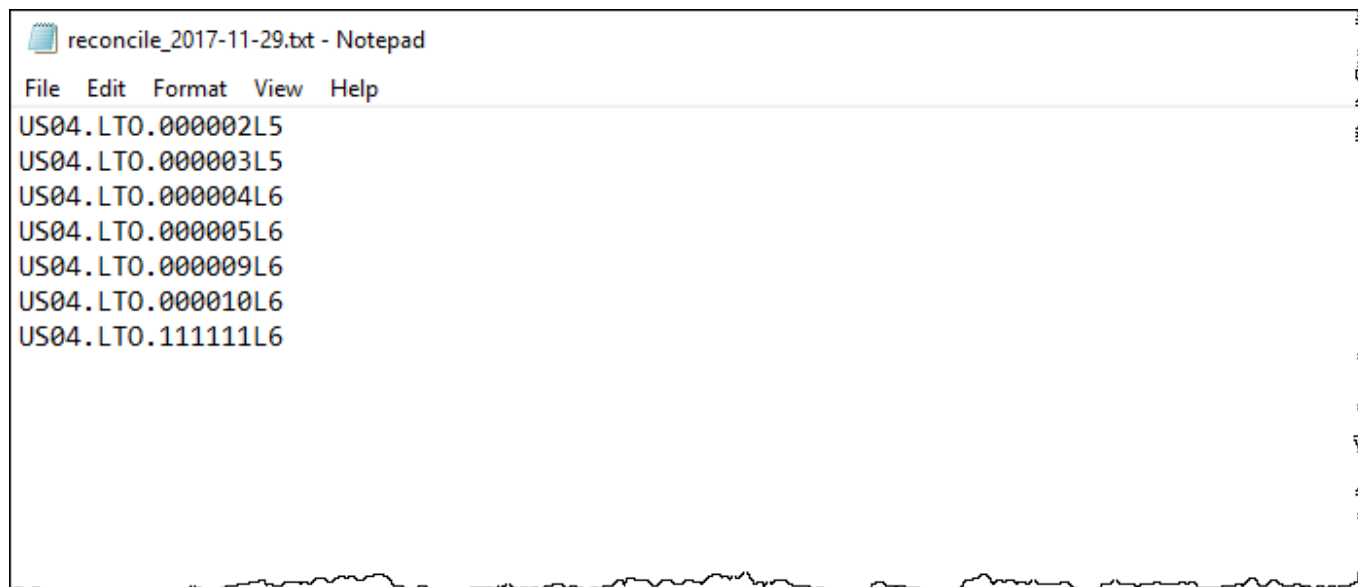 reconcile_2017-11-29.txt - Notepad
File Edit Format View Help
US04.LTO.000002L5
US04.LTO.000003L5
US04.LTO.000004L6
US04.LTO.000005L6
US04.LTO.000009L6
US04.LTO.000010L6
US04.LTO.111111L6